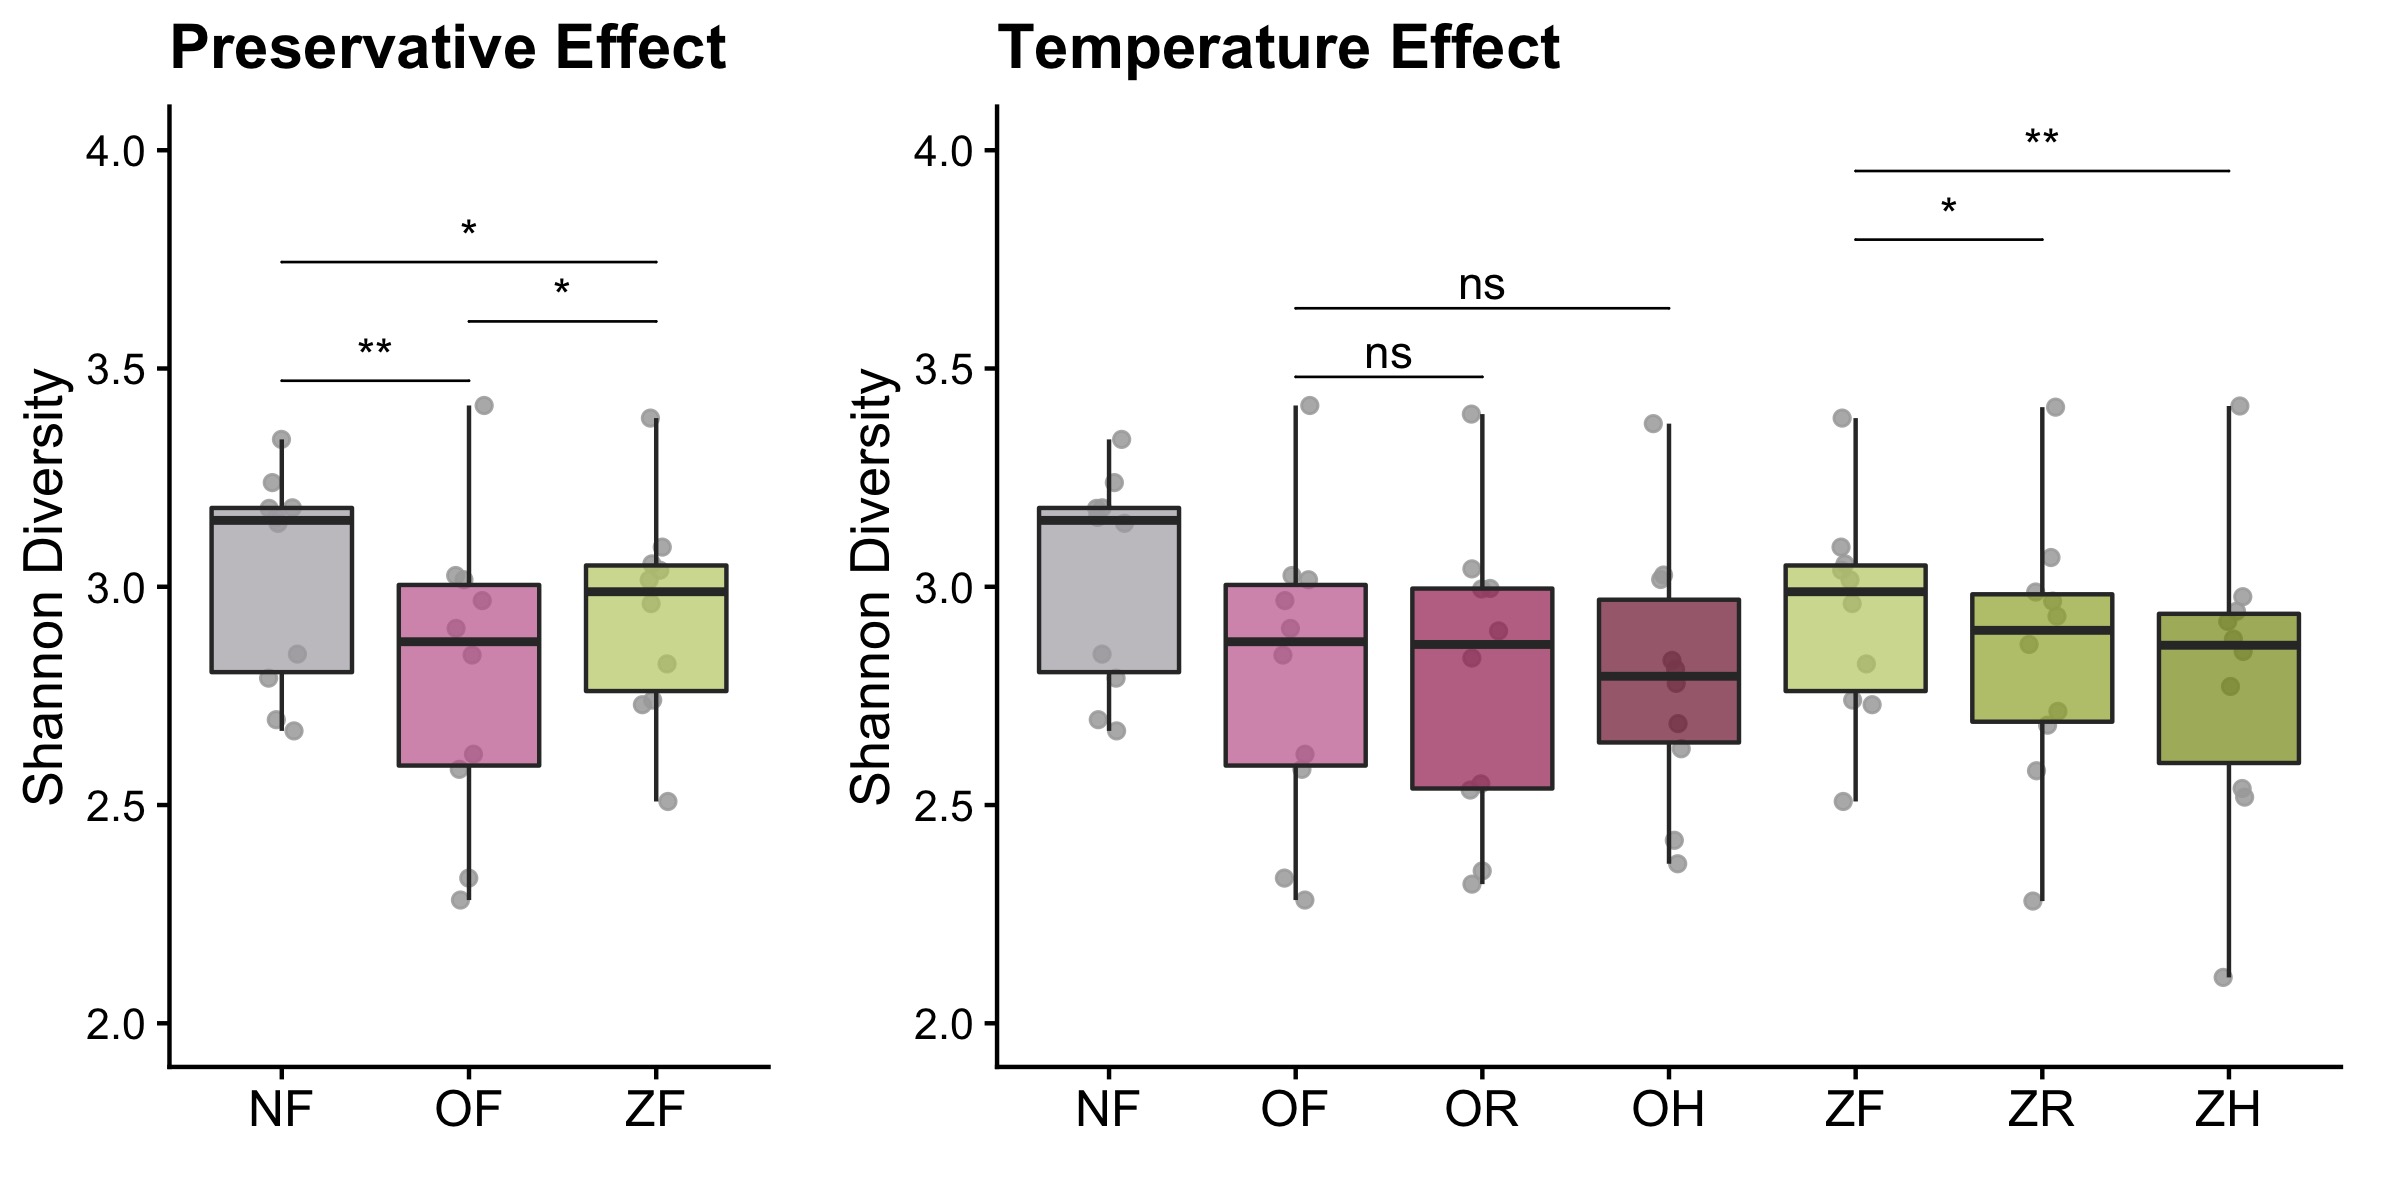 Preservative Effect
Shannon Diversity
4.0
3.5
3.0
2.5
2.0
*
*
**
NF OF ZF
Temperature Effect
Shannon Diversity
4.0
3.5
3.0
2.5
2.0
**
*
ns
ns
NF OF OR OH ZF ZR ZH